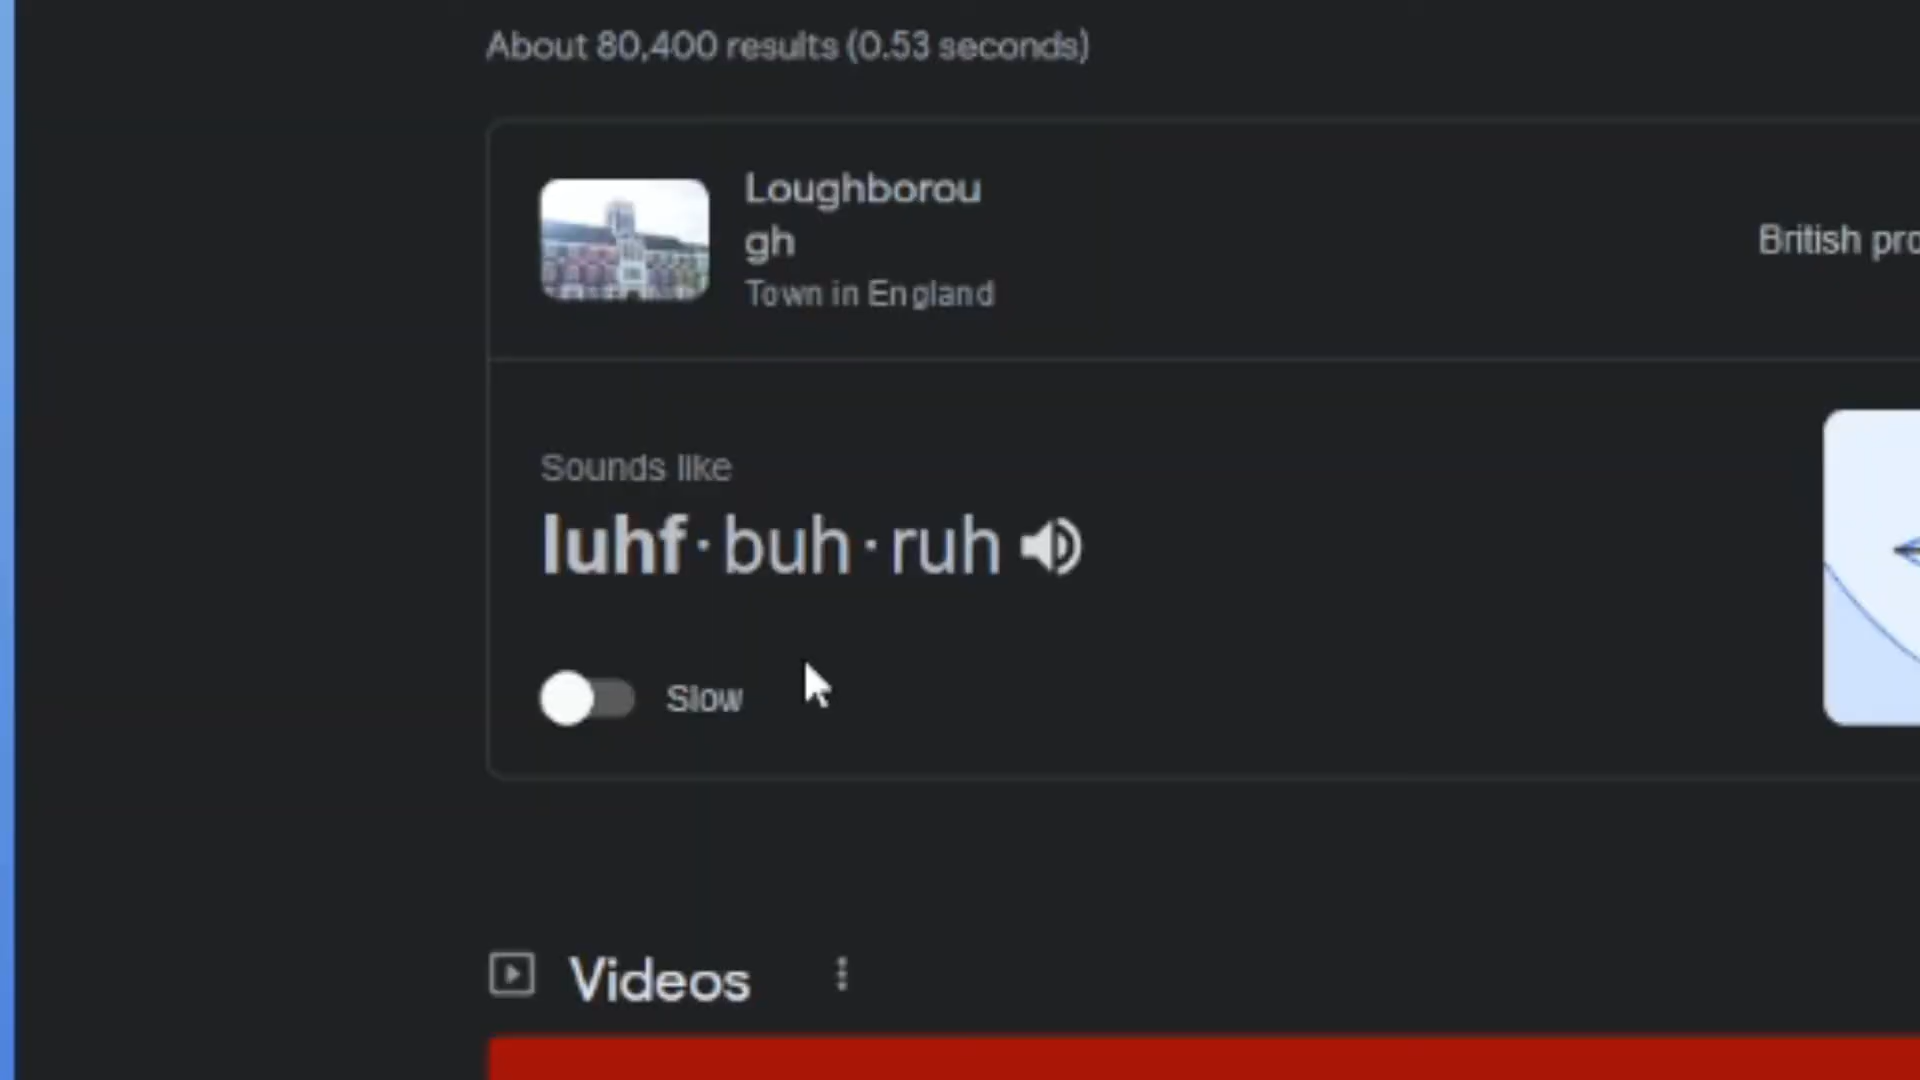 About 80,400 results (0.53 seconds)
Loughborou
gh
Town in England
British pro
Sounds like
luhf·buh·ruh
Slow
Videos